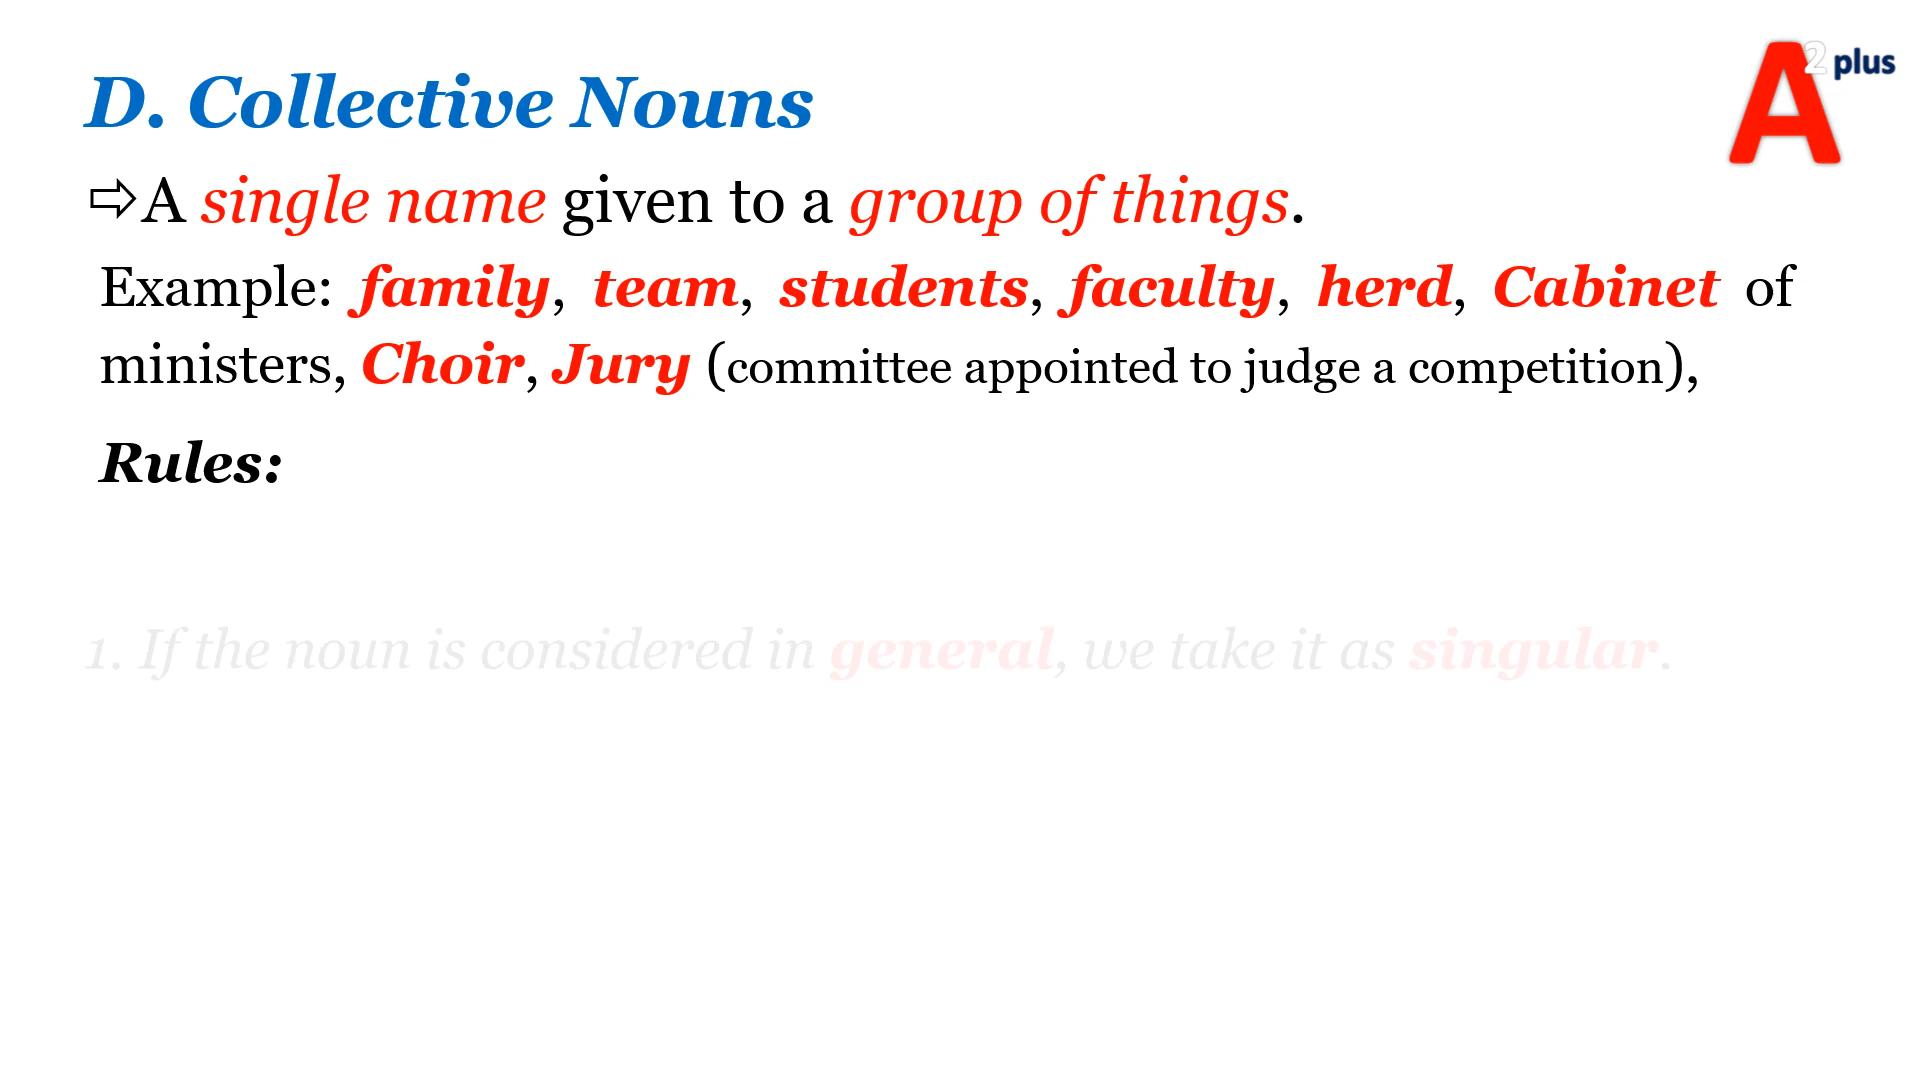 D. Collective Nouns
A 2 plus
⇨A single name given to a group of things.
Example: family, team, students, faculty, herd, Cabinet of
ministers, Choir, Jury (committee appointed to judge a competition),
Rules:
1. If the noun is considered in general, we take it as singular.